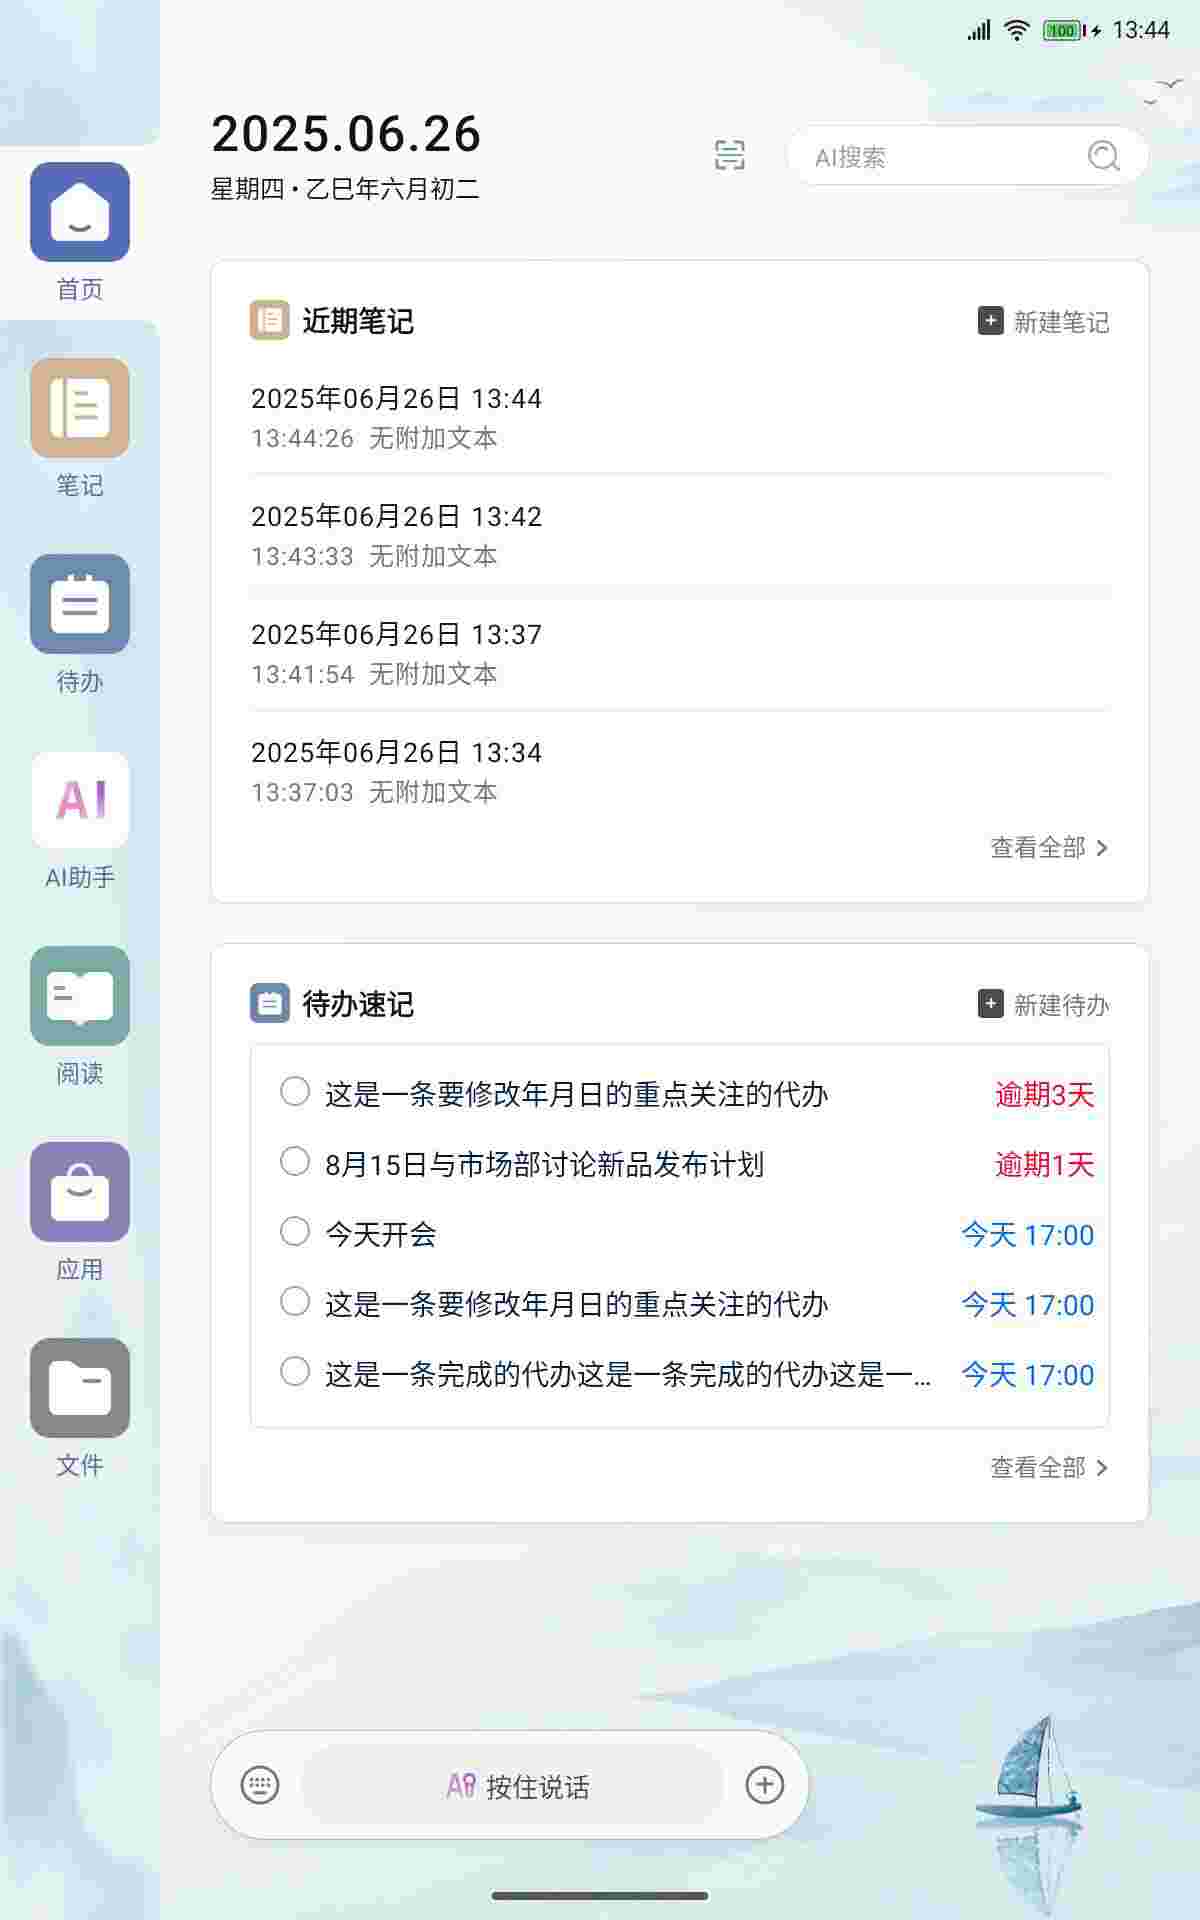 100 13:44
2025.06.26
星期四•乙巳年六月初二
AI搜索
首页
笔记
待办
AI
AI助手
阅读
应用
文件
近期笔记
新建笔记
2025年06月26日 13:44
13:44:26 无附加文本
2025年06月26日 13:42
13:43:33 无附加文本
2025年06月26日 13:37
13:41:54 无附加文本
2025年06月26日 13:34
13:37:03 无附加文本
查看全部
待办速记
新建待办
这是一条要修改年月日的重点关注的代办 逾期3天
8月15日与市场部讨论新品发布计划 逾期1天
今天开会 今天 17:00
这是一条要修改年月日的重点关注的代办 今天 17:00
这是一条完成的代办这是一条完成的代办这是一... 今天 17:00
查看全部
按住说话